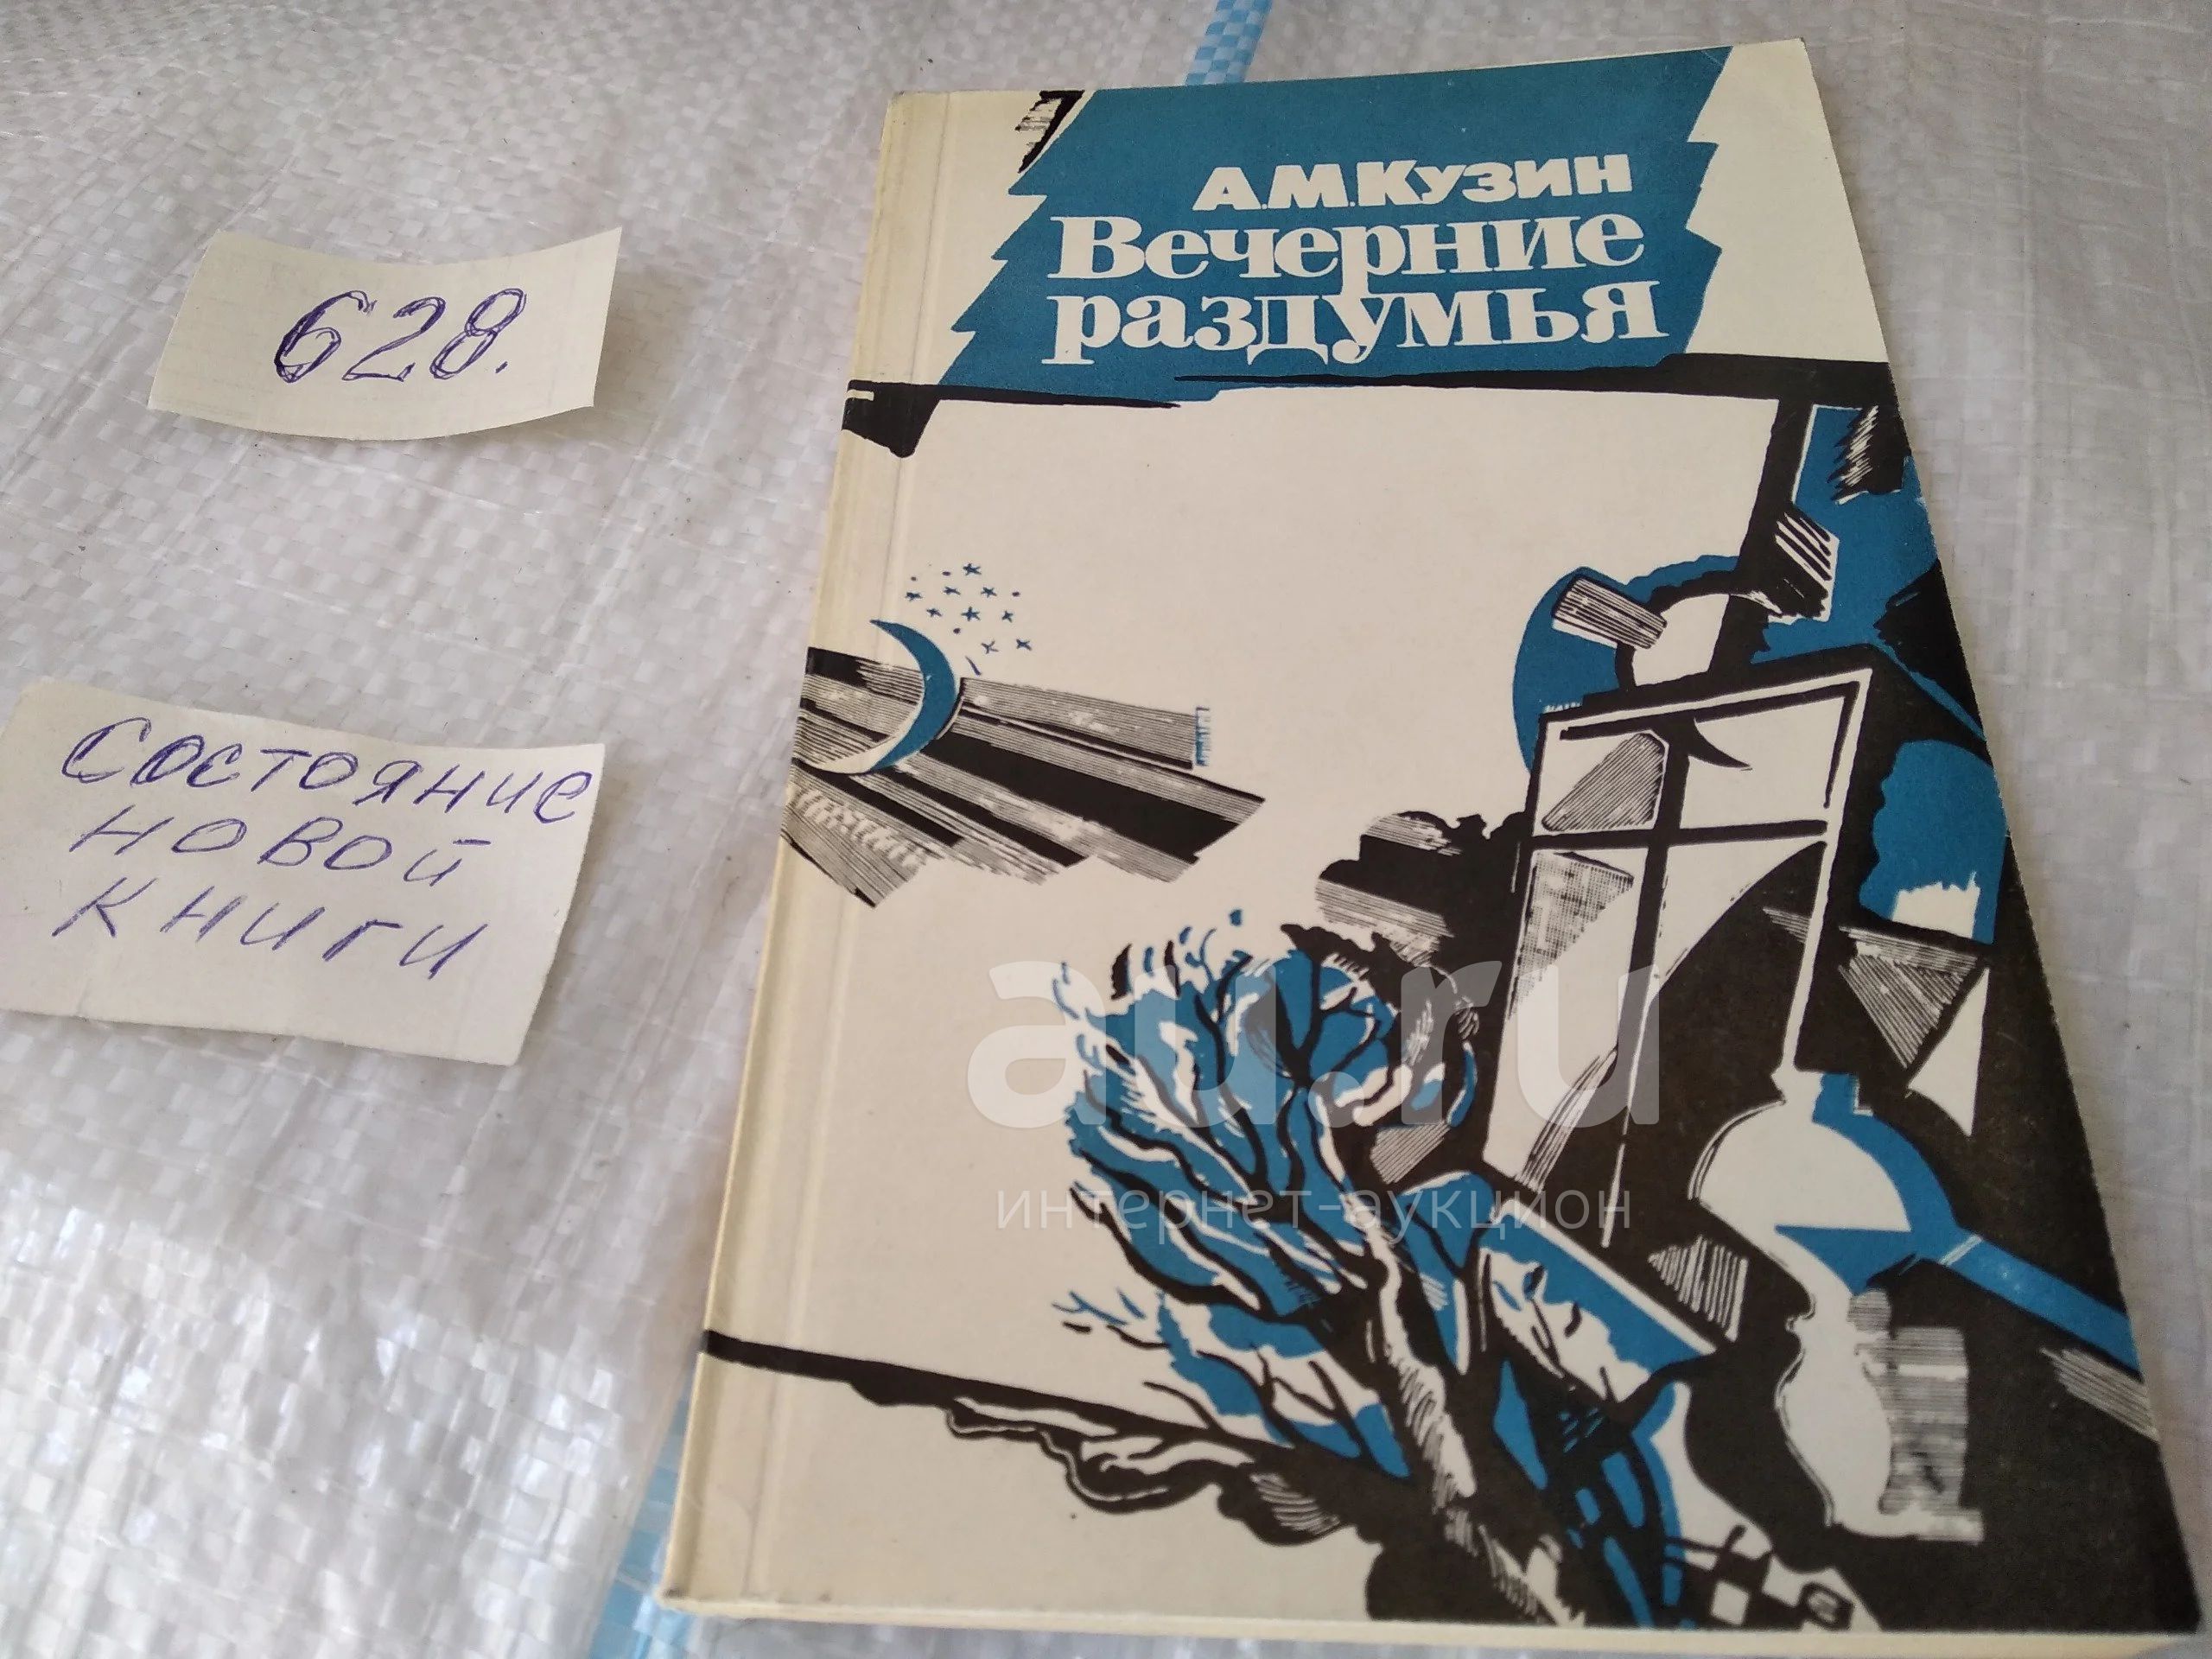 А.М.Кузин
Вечерние
раздумья
628.
Состояние
новой
книги
au.ru
интернет-аукцион